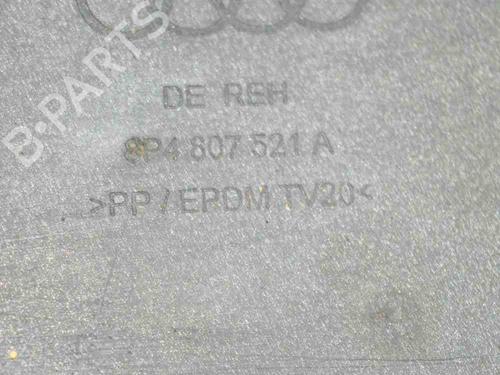 B-PARTS
DE REH
8P4 807 521 A
>PP / EPDM TV20<